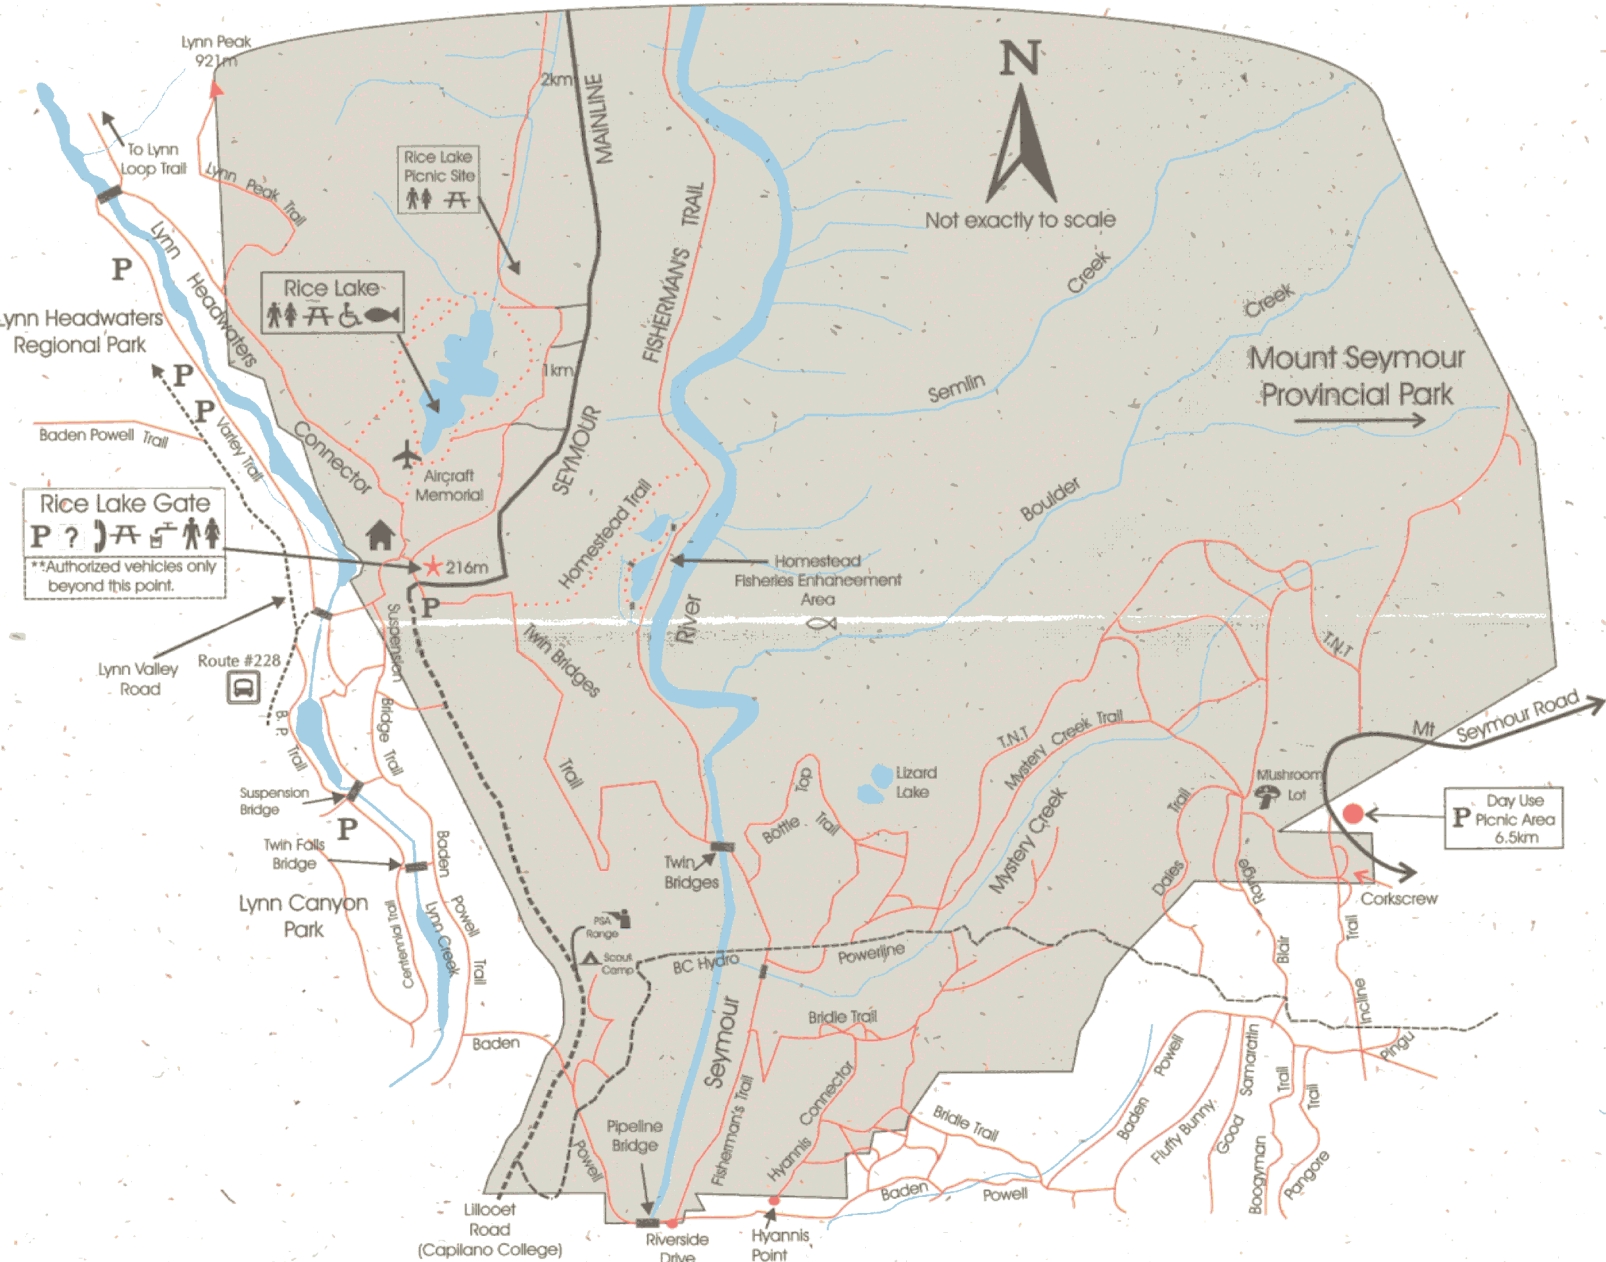 Lynn Peak
921m
To Lynn
Loop Trail
Lynn Peak Trail
Lynn Headwaters Connector
P
Lynn Headwaters
Regional Park
P
P
Varley Trail
Baden Powell Trail
Rice Lake
Picnic Site
2km
MAINLINE
SEYMOUR
1km
Rice Lake
Aircraft
Memorial
FISHERMAN'S TRAIL
N
Not exactly to scale
Semlin Creek
Boulder Creek
Mount Seymour
Provincial Park
Rice Lake Gate
P ?
**Authorized vehicles only
beyond this point.
216m
P
Homestead Trail
Homestead
Fisheries Enhancement
Area
River
Lynn Valley
Road
Route #228
B. P. Trail
Suspension
Bridge Trail
Twin Bridges
Trail
Suspension
Bridge
P
Twin Falls
Bridge
Lynn Canyon
Park
Centennial Trail
Lynn Creek
Baden
Powell
Trail
Baden
Powell
Twin
Bridges
Bottle Top
Trail
Lizard
Lake
T.N.T
Mystery Creek Trail
Mystery Creek
T.N.T
Mt Seymour Road
Mushroom
Lot
P
Day Use
Picnic Area
6.5km
Corkscrew
Dales
Trail
Range
Blair
Trail
Incline
PSA
Range
Scout
Camp
BC Hydro
Powerline
Seymour
Bridle Trail
Fisherman's Trail
Hyannis
Connector
Bridle Trail
Baden
Powell
Baden
Powell
Fluffy Bunny
Good
Samaratin
Boogyman
Trail
Pangore
Trail
Pingu
Pipeline
Bridge
Lillooet
Road
(Capilano College)
Riverside
Drive
Hyannis
Point